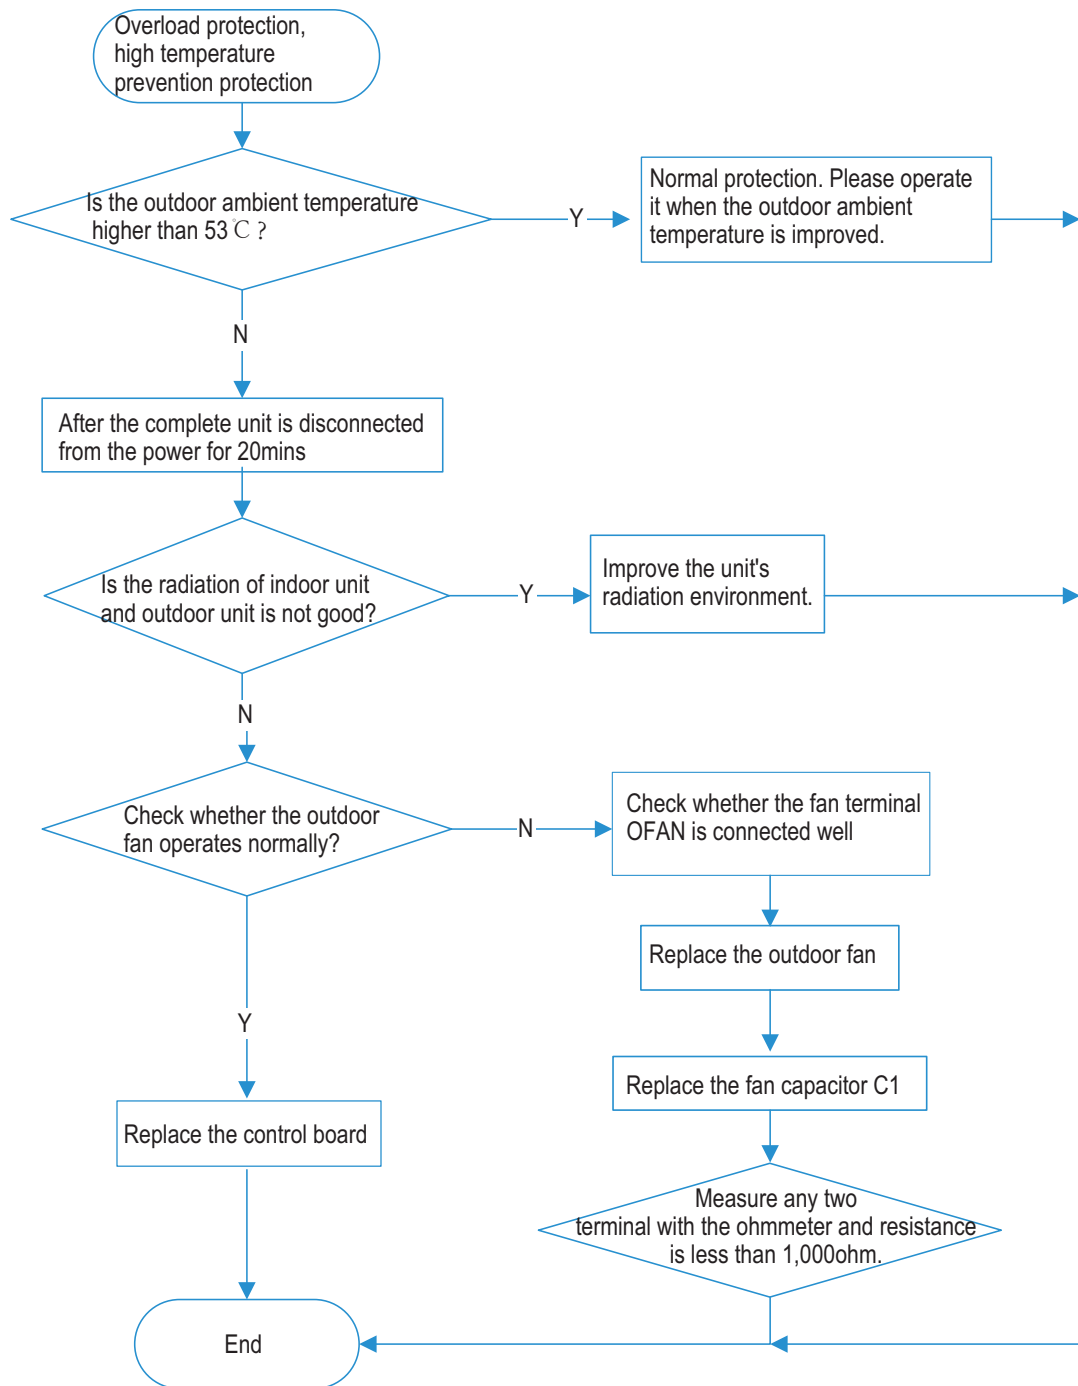 Overload protection,
high temperature
prevention protection
Is the outdoor ambient temperature
higher than 53℃ ?
Y
Normal protection. Please operate
it when the outdoor ambient
temperature is improved.
N
After the complete unit is disconnected
from the power for 20mins
Is the radiation of indoor unit
and outdoor unit is not good?
Y
Improve the unit's
radiation environment.
N
Check whether the outdoor
fan operates normally?
N
Check whether the fan terminal
OFAN is connected well
Replace the outdoor fan
Y
Replace the fan capacitor C1
Replace the control board
Measure any two
terminal with the ohmmeter and resistance
is less than 1,000ohm.
End